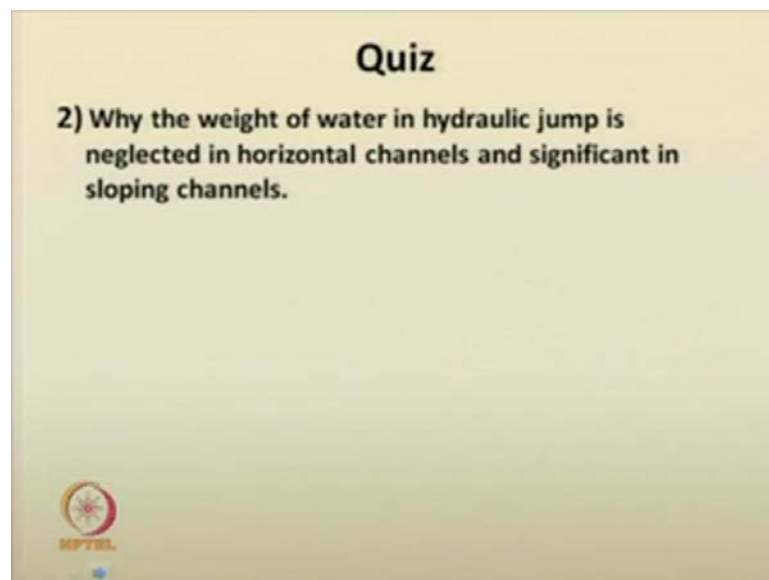 Quiz
2) Why the weight of water in hydraulic jump is
neglected in horizontal channels and significant in
sloping channels.
NPTEL